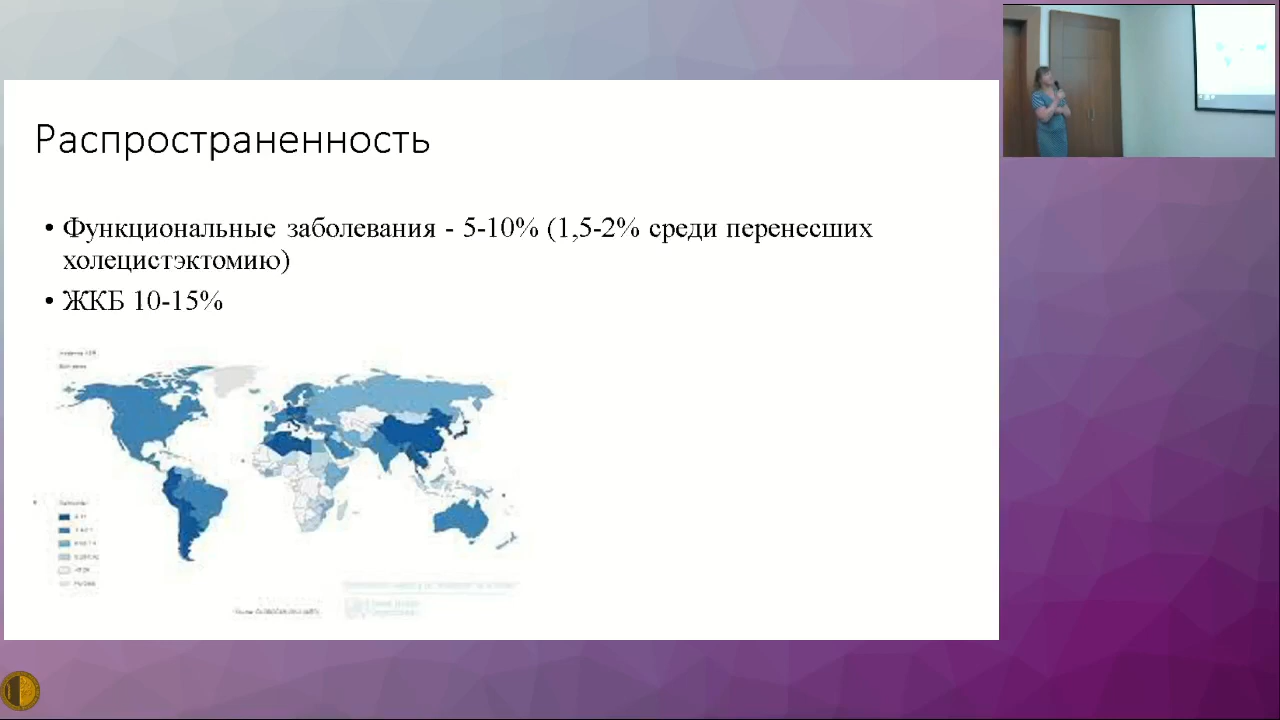 Распространенность
• Функциональные заболевания - 5-10% (1,5-2% среди перенесших
холецистэктомию)
• ЖКБ 10-15%